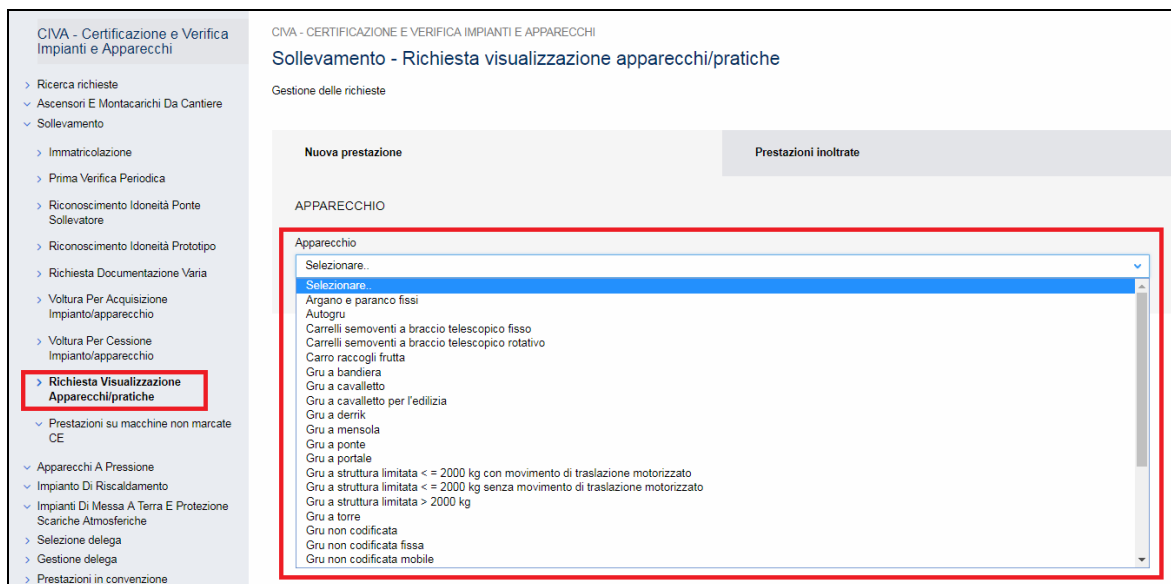 CIVA - Certificazione e Verifica
Impianti e Apparecchi
Ricerca richieste
Ascensori E Montacarichi Da Cantiere
Sollevamento
Immatricolazione
Prima Verifica Periodica
Riconoscimento Idoneità Ponte
Sollevatore
Riconoscimento Idoneità Prototipo
Richiesta Documentazione Varia
Voltura Per Acquisizione
Impianto/apparecchio
Voltura Per Cessione
Impianto/apparecchio
Richiesta Visualizzazione
Apparecchi/pratiche
Prestazioni su macchine non marcate
CE
Apparecchi A Pressione
Impianto Di Riscaldamento
Impianti Di Messa A Terra E Protezione
Scariche Atmosferiche
Selezione delega
Gestione delega
Prestazioni in convenzione
CIVA - CERTIFICAZIONE E VERIFICA IMPIANTI E APPARECCHI
Sollevamento - Richiesta visualizzazione apparecchi/pratiche
Gestione delle richieste
Nuova prestazione
Prestazioni inoltrate
APPARECCHIO
Apparecchio
Selezionare..
Selezionare..
Argano e paranco fissi
Autogru
Carrelli semoventi a braccio telescopico fisso
Carrelli semoventi a braccio telescopico rotativo
Carro raccogli frutta
Gru a bandiera
Gru a cavalletto
Gru a cavalletto per l'edilizia
Gru a derrik
Gru a mensola
Gru a ponte
Gru a portale
Gru a struttura limitata < = 2000 kg con movimento di traslazione motorizzato
Gru a struttura limitata < = 2000 kg senza movimento di traslazione motorizzato
Gru a struttura limitata > 2000 kg
Gru a torre
Gru non codificata
Gru non codificata fissa
Gru non codificata mobile